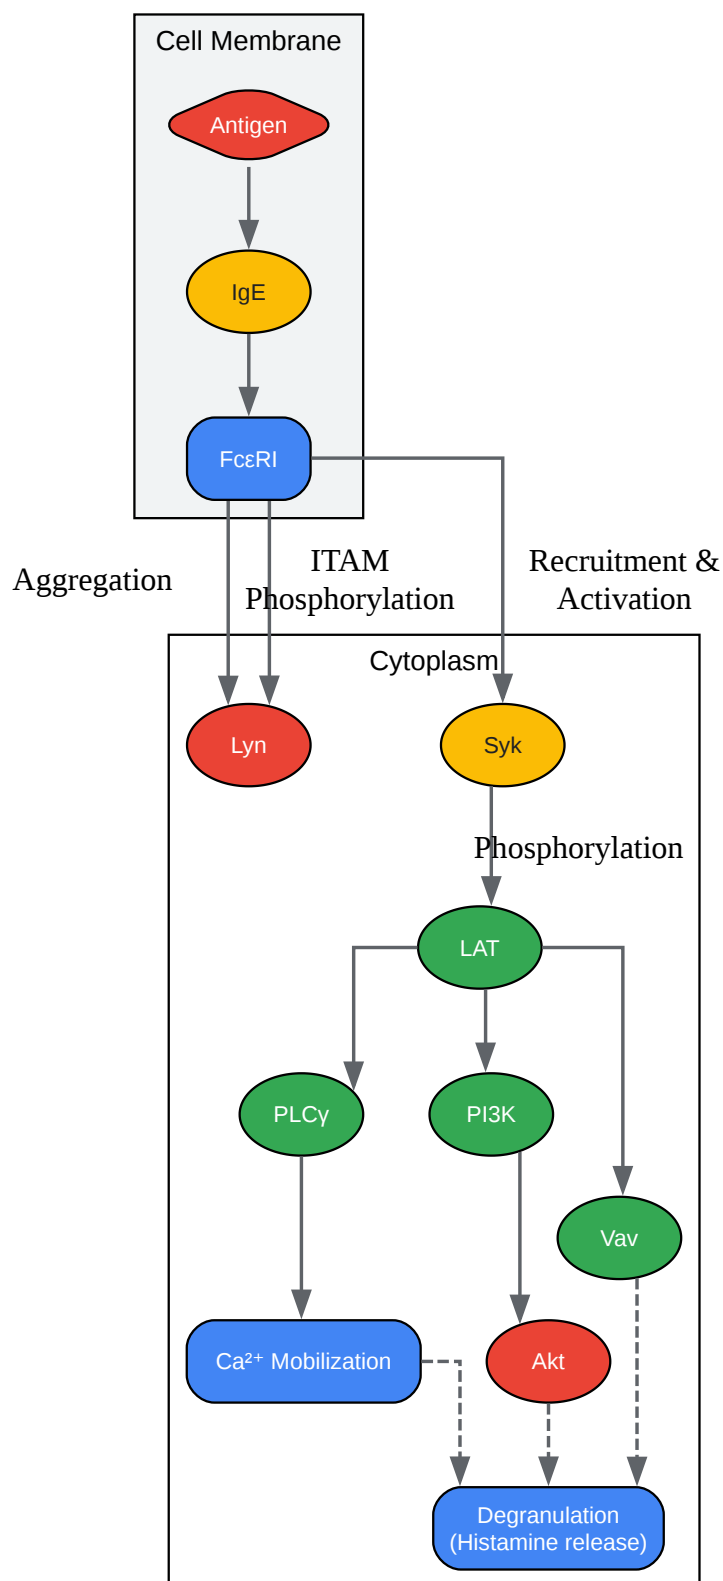 Cell Membrane
Antigen
IgE
FcεRI
Aggregation
ITAM
Phosphorylation
Recruitment &
Activation
Cytoplasm
Lyn
Syk
Phosphorylation
LAT
PLCγ
PI3K
Vav
Ca²⁺ Mobilization
Akt
Degranulation
(Histamine release)